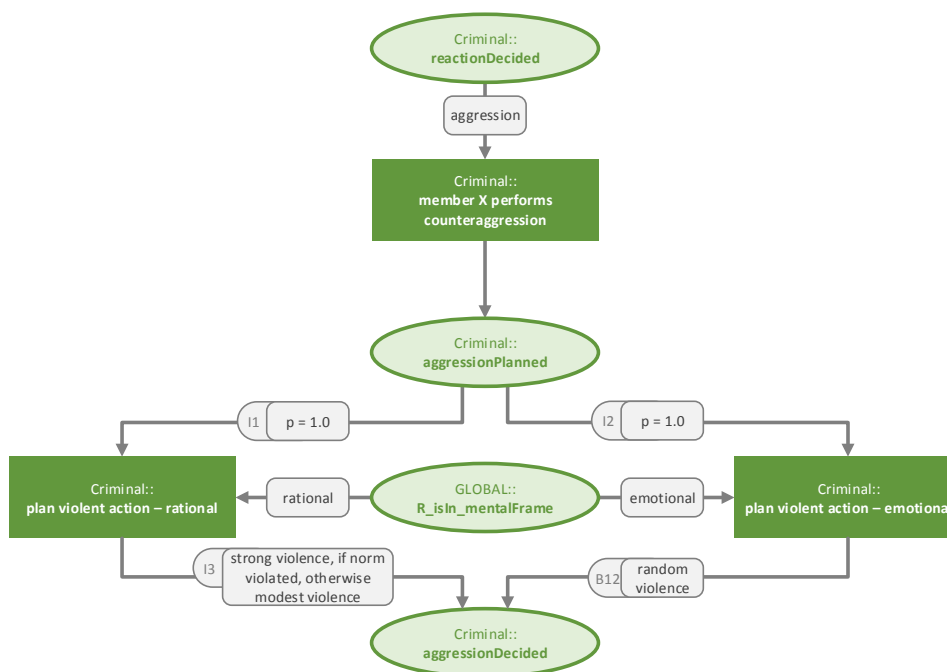 Criminal::
reactionDecided
aggression
Criminal::
member X performs
counteraggression
Criminal::
aggressionPlanned
I1
p = 1.0
I2
p = 1.0
Criminal::
plan violent action – rational
rational
GLOBAL::
R_isIn_mentalFrame
emotional
Criminal::
plan violent action – emotional
I3
strong violence, if norm
violated, otherwise
modest violence
B12
random
violence
Criminal::
aggressionDecided